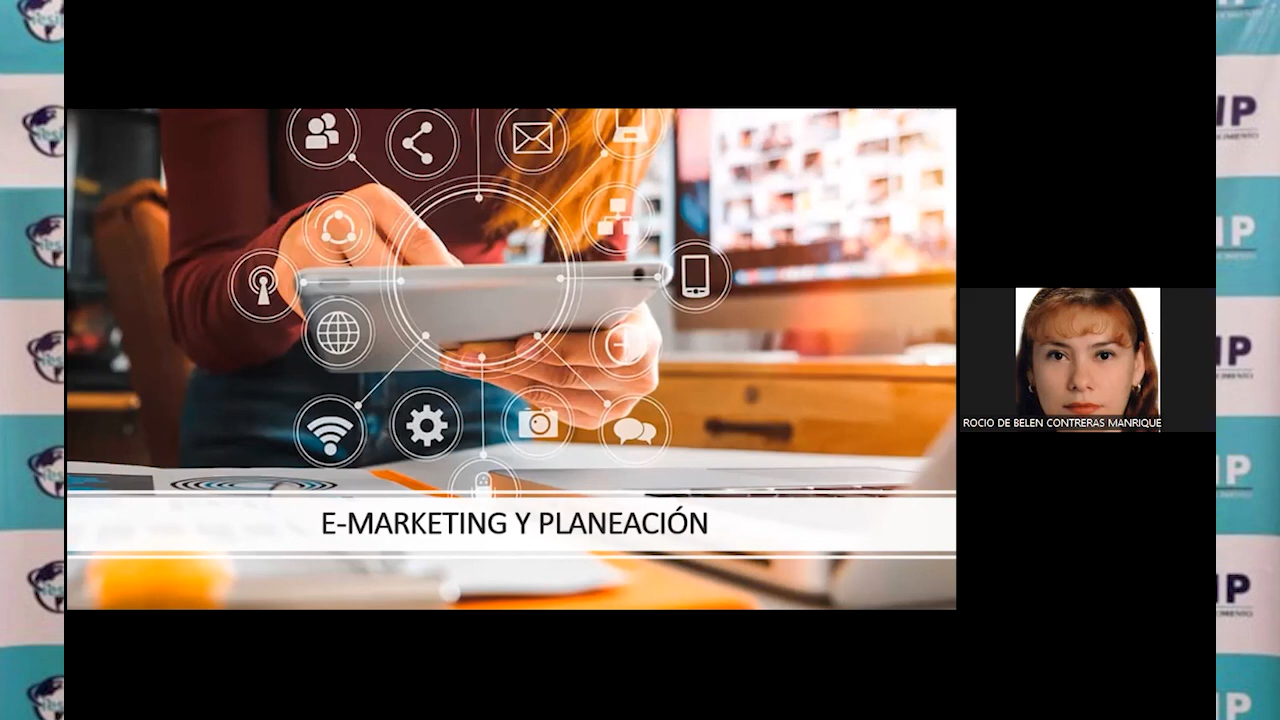 E-MARKETING Y PLANEACIÓN
ROCIO DE BELEN CONTRERAS MANRIQUE